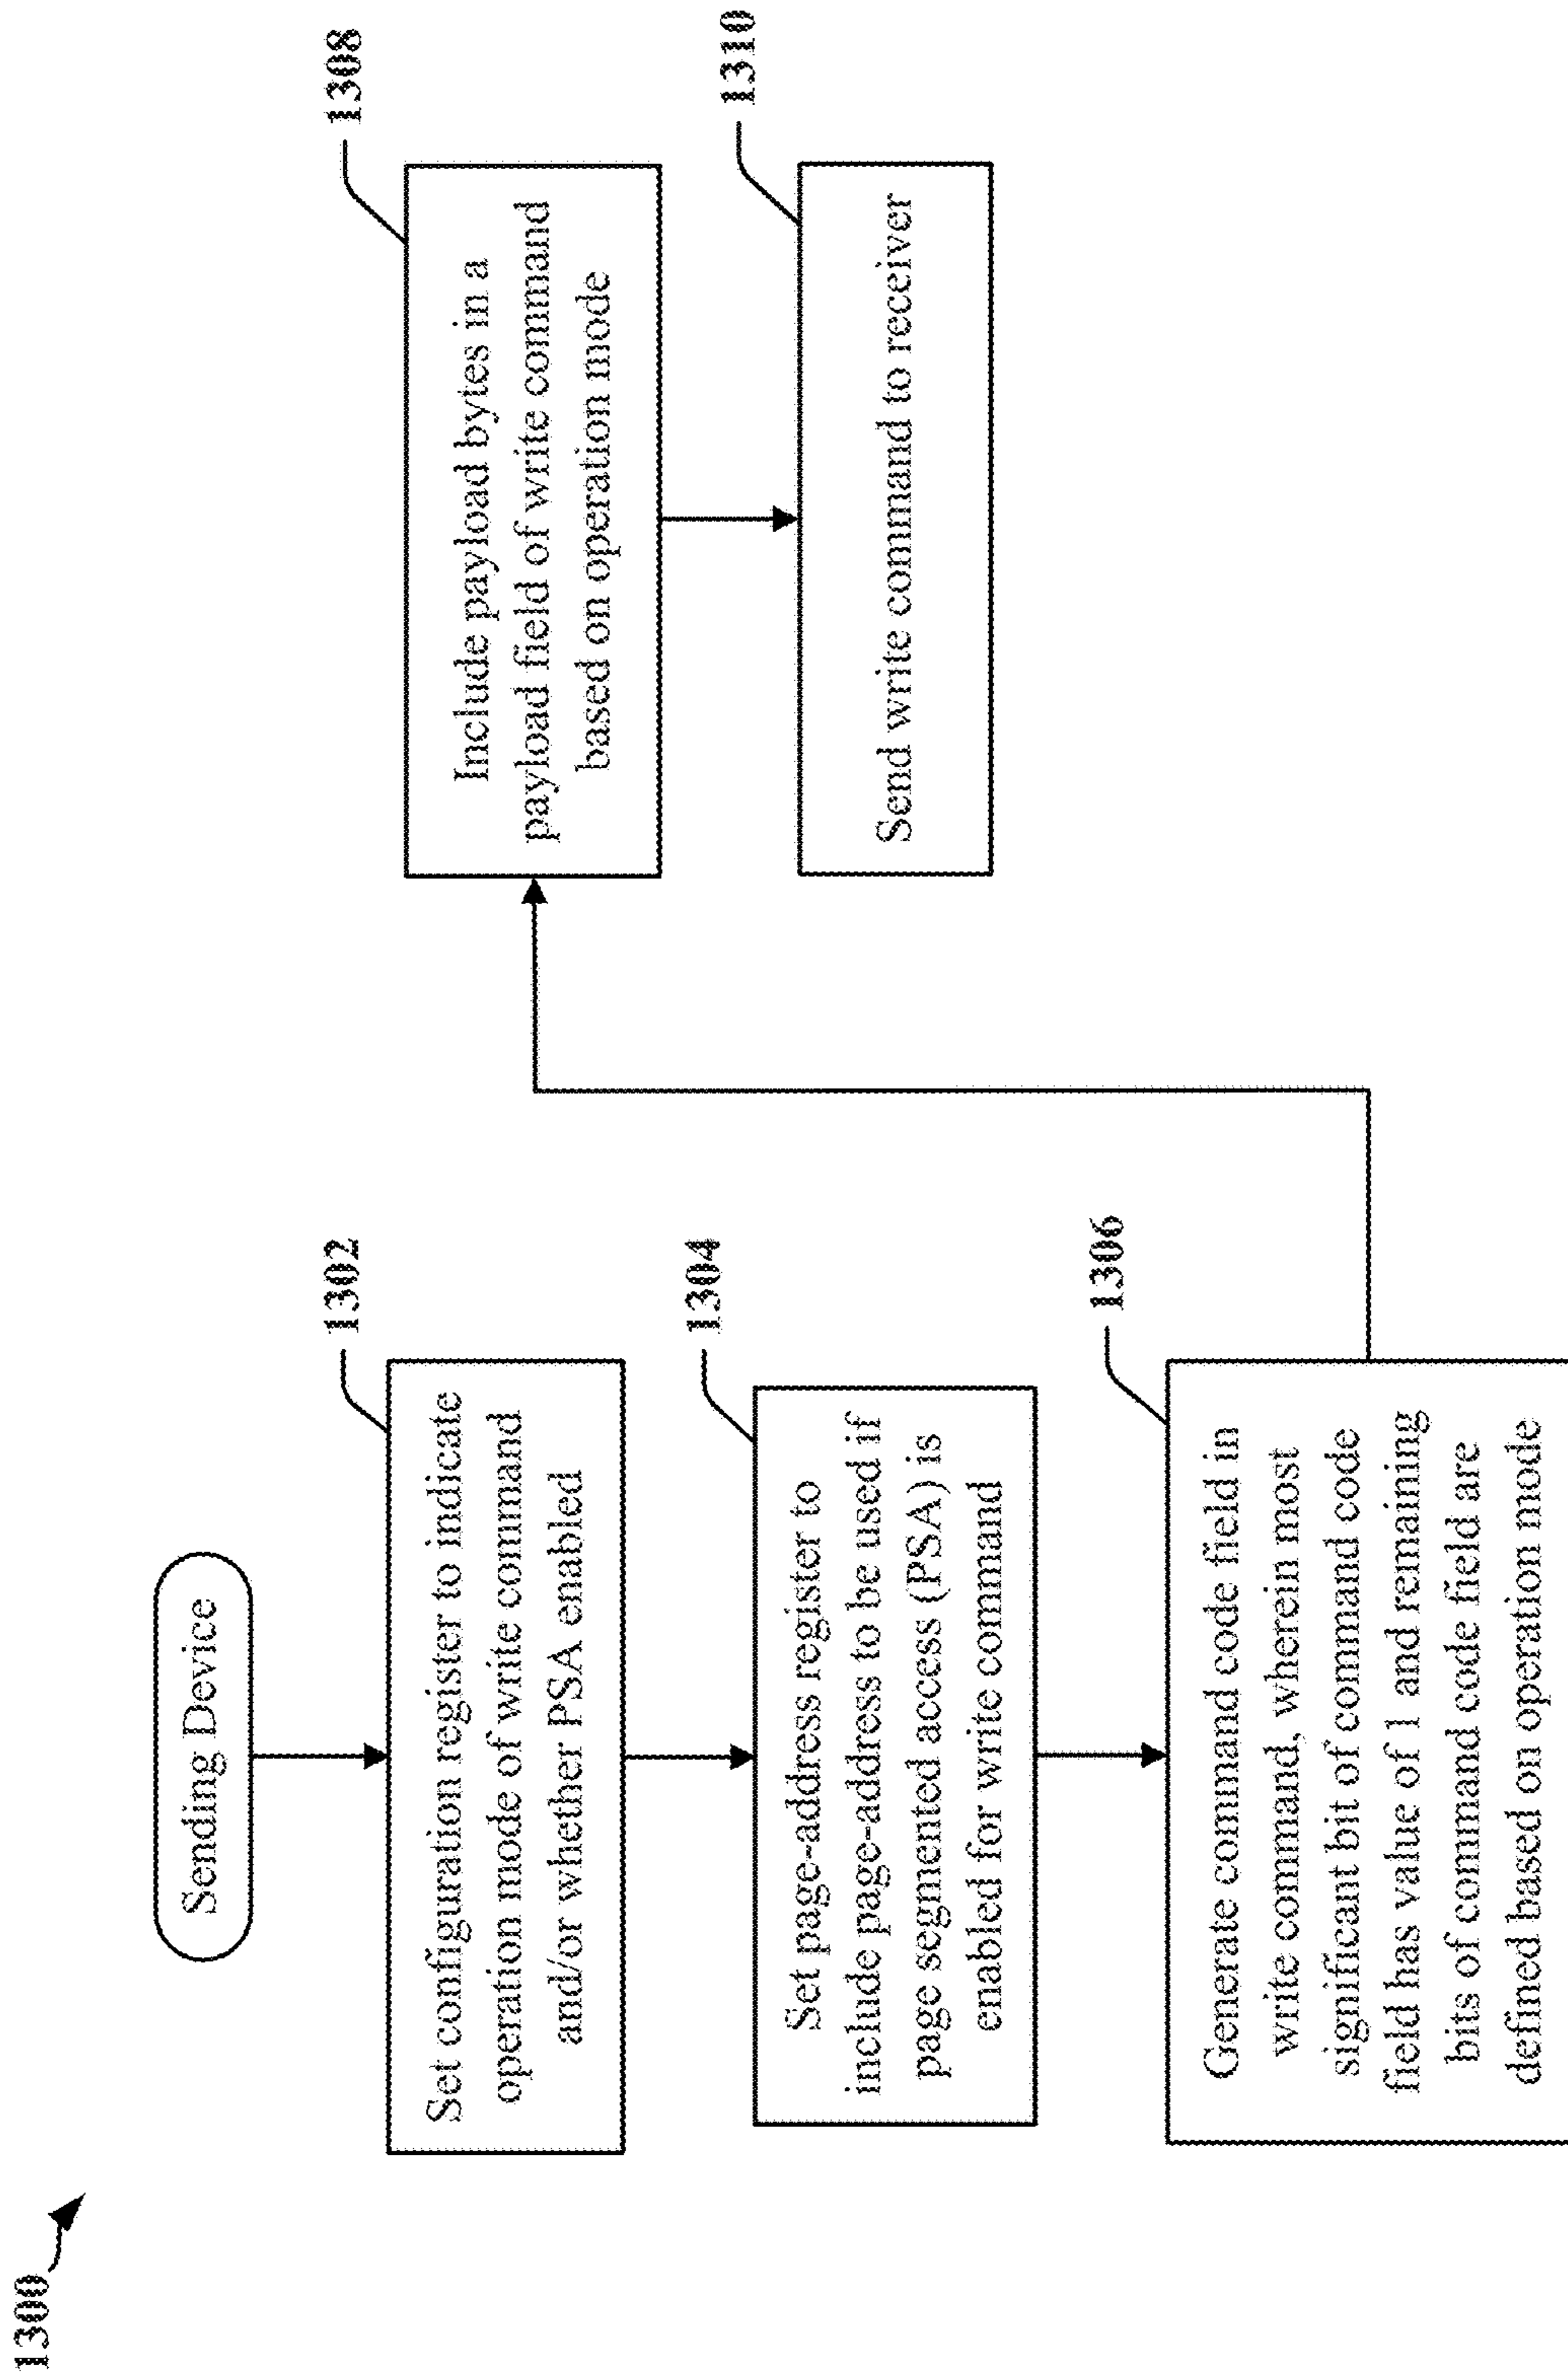 1300
Sending Device
1302
Set configuration register to indicate
operation mode of write command
and/or whether PSA enabled
1304
Set page-address register to
include page-address to be used if
page segmented access (PSA) is
enabled for write command
1306
Generate command code field in
write command, wherein most
significant bit of command code
field has value of 1 and remaining
bits of command code field are
defined based on operation mode
1308
Include payload bytes in a
payload field of write command
based on operation mode
1310
Send write command to receiver